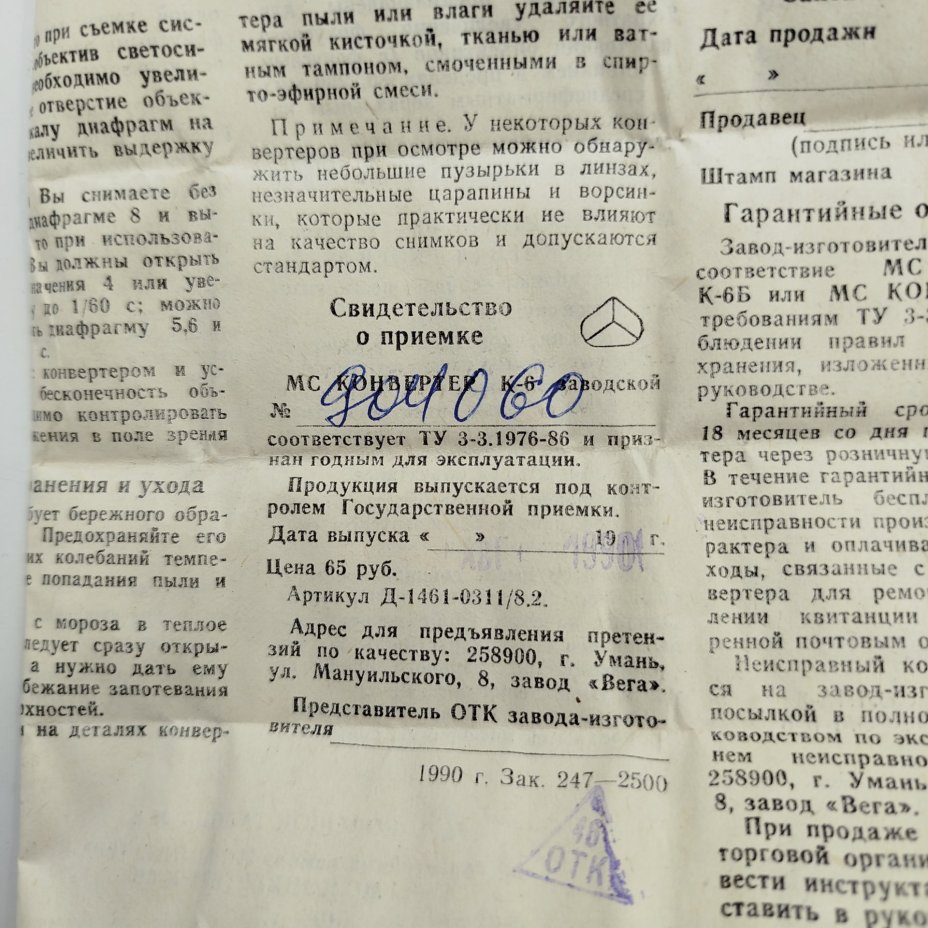 при съемке сис-
объектив светоси-
необходимо увели-
отверстие объек-
шкалу диафрагм на
увеличить выдержку
Вы снимаете без
диафрагме 8 и вы-
то при использова-
Вы должны открыть
значения 4 или уве-
до 1/60 с; можно
диафрагму 5,6 и
с.
конвертером и ус-
бесконечность объ-
контролировать
в поле зрения
хранения и ухода
требует бережного обра-
Предохраняйте его
колебаний темпе-
попадания пыли и
с мороза в теплое
следует сразу откры-
а нужно дать ему
избежание запотевания
поверхностей.
на деталях конвер-
тера пыли или влаги удаляйте ее
мягкой кисточкой, тканью или ват-
ным тампоном, смоченными в спир-
то-эфирной смеси.
Примечание. У некоторых кон-
вертеров при осмотре можно обнару-
жить небольшие пузырьки в линзах,
незначительные царапины и ворсин-
ки, которые практически не влияют
на качество снимков и допускаются
стандартом.
Свидетельство
о приемке
МС КОНВЕРТЕР К-6 заводской
№ 904060
соответствует ТУ 3-3.1976-86 и приз-
нан годным для эксплуатации.
Продукция выпускается под конт-
ролем Государственной приемки.
Дата выпуска « » 19 г.
Цена 65 руб.
Артикул Д-1461-0311/8.2.
Адрес для предъявления претен-
зий по качеству: 258900, г. Умань,
ул. Мануильского, 8, завод «Вега».
Представитель ОТК завода-изгото-
вителя
1990 г. Зак. 247—2500
48
ОТК
Дата продажи
« »
Продавец
(подпись ил
Штамп магазина
Гарантийные о
Завод-изготовител
соответствие МС
К-6Б или МС КОН
требованиям ТУ 3-3
блюдении правил
хранения, изложенн
руководстве.
Гарантийный сро
18 месяцев со дня п
тера через розничну
В течение гарантийн
изготовитель беспл
неисправности произ
рактера и оплачива
ходы, связанные с
вертера для ремо
лении квитанции
ренной почтовым о
Неисправный ко
ся на завод-изг
посылкой в полно
ководством по экс
нем неисправно
258900, г. Умань
8, завод «Вега».
При продаже
торговой органи
вести инструкта
ставить в руко